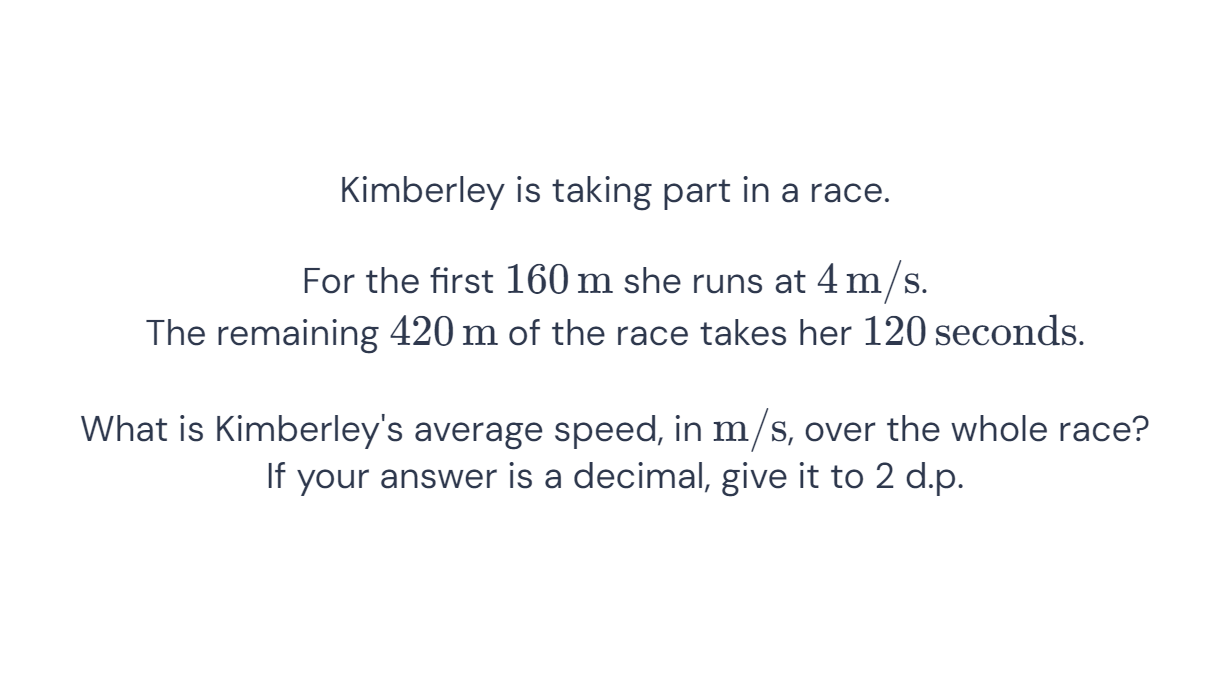 Kimberley is taking part in a race.
For the first 160 m she runs at 4 m/s.
The remaining 420 m of the race takes her 120 seconds.
What is Kimberley's average speed, in m/s, over the whole race?
If your answer is a decimal, give it to 2 d.p.